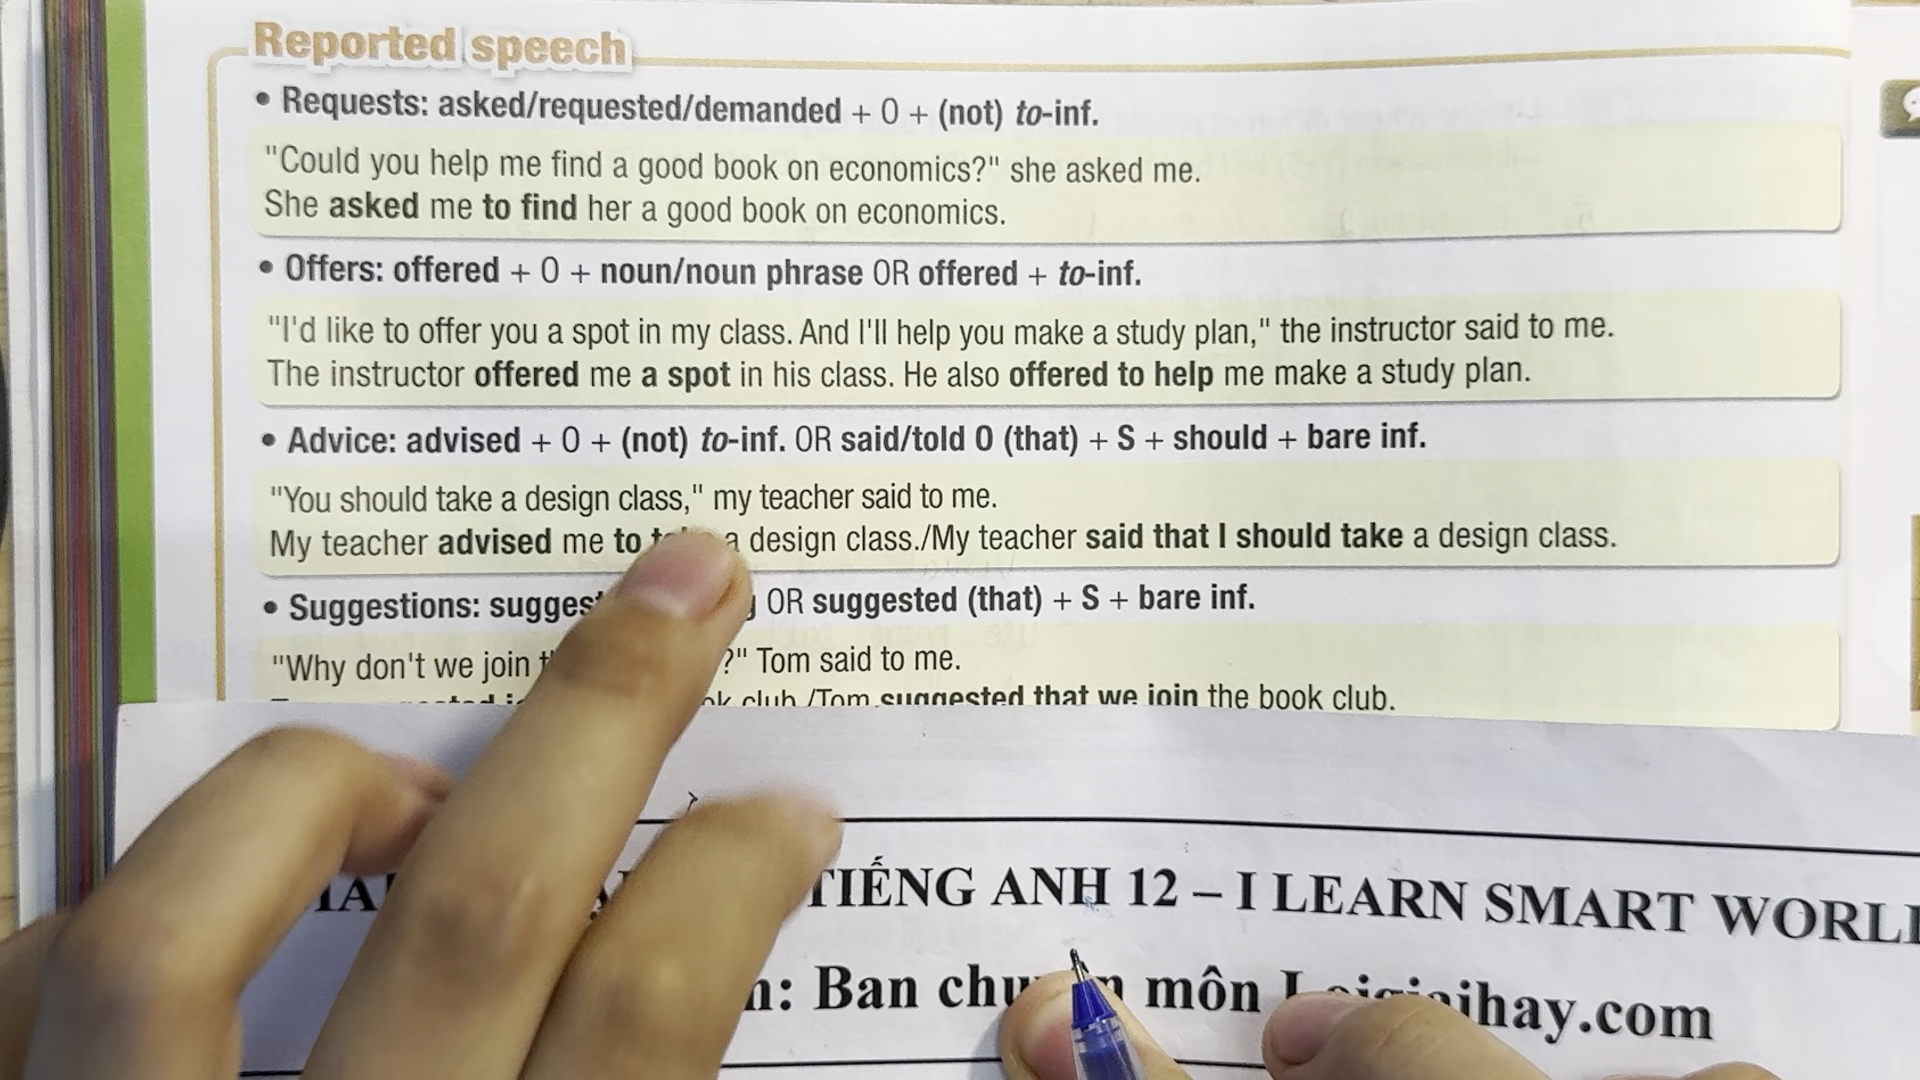 Reported speech
• Requests: asked/requested/demanded + O + (not) to-inf.
"Could you help me find a good book on economics?" she asked me.
She asked me to find her a good book on economics.
• Offers: offered + O + noun/noun phrase OR offered + to-inf.
"I'd like to offer you a spot in my class. And I'll help you make a study plan," the instructor said to me.
The instructor offered me a spot in his class. He also offered to help me make a study plan.
• Advice: advised + O + (not) to-inf. OR said/told O (that) + S + should + bare inf.
"You should take a design class," my teacher said to me.
My teacher advised me to a design class./My teacher said that I should take a design class.
• Suggestions: OR suggested (that) + S + bare inf.
"Why don't we join ?" Tom said to me.
club./Tom suggested that we join the book club.
TIẾNG ANH 12 – I LEARN SMART
Ban môn